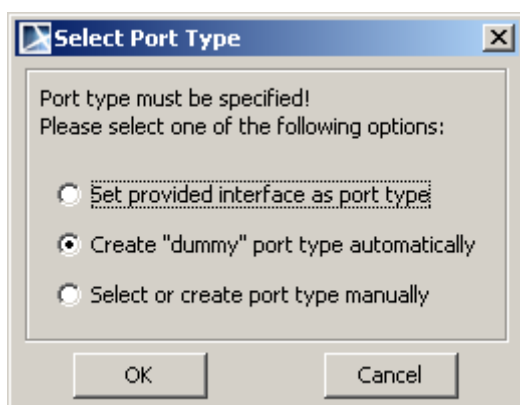 Select Port Type
Port type must be specified!
Please select one of the following options:
Set provided interface as port type
Create "dummy" port type automatically
Select or create port type manually
OK
Cancel